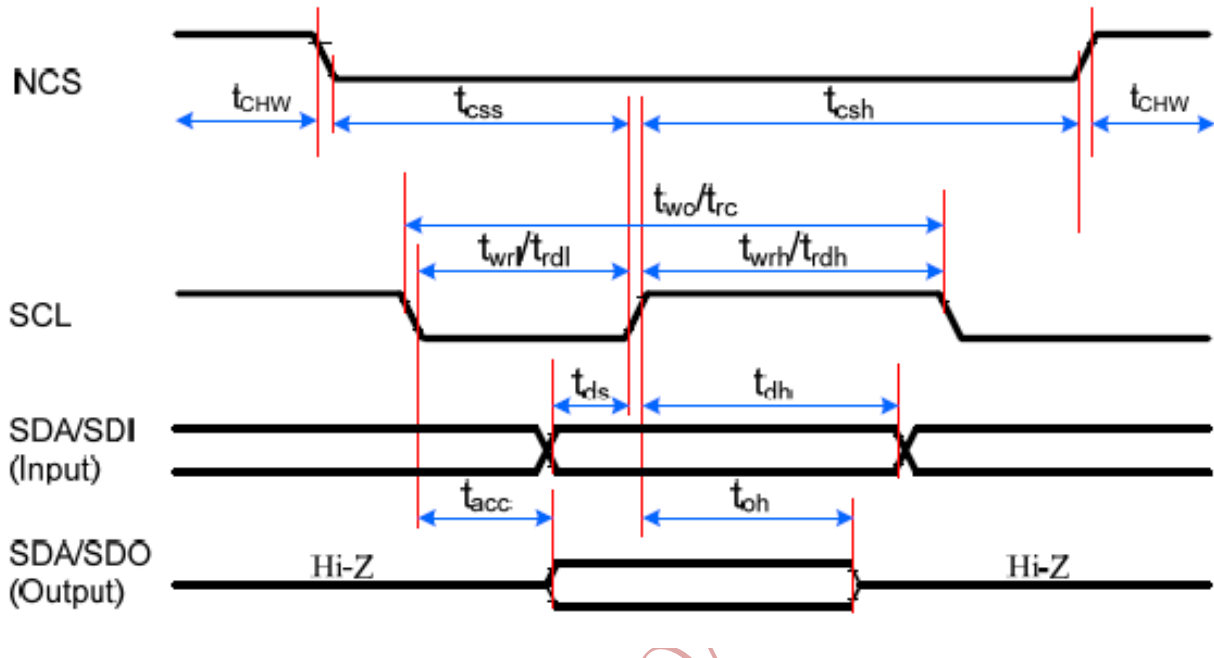 NCS
tCHW
tcss
tcsh
tCHW
two/trc
twrl/trdl
twrh/trdh
SCL
tds
tdh
SDA/SDI
(Input)
tacc
toh
SDA/SDO
(Output)
Hi-Z
Hi-Z